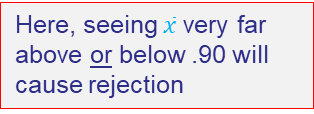 Here, seeing x̄ very far
above or below .90 will
cause rejection